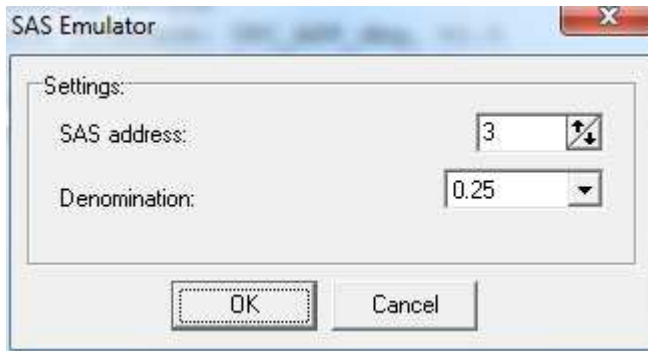 SAS Emulator
Settings:
SAS address: 3
Denomination: 0.25
OK Cancel